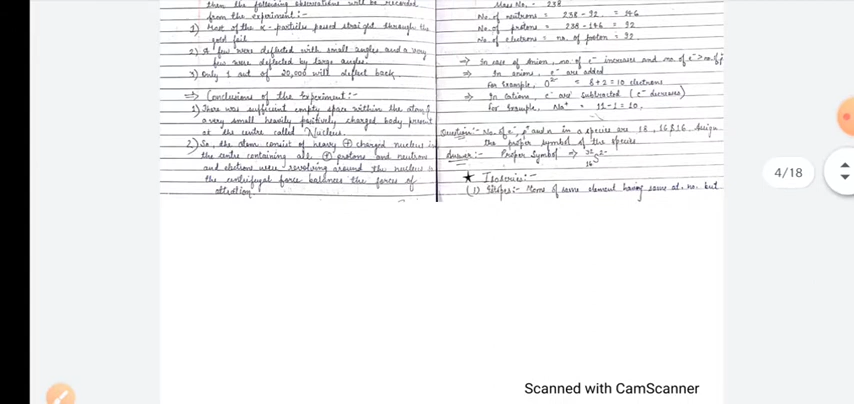 then the following observations will be recorded
from the experiment:-
1) Most of the α-particles passed straight through the
gold foil
2) A few were deflected with small angles and a very
few were deflected by large angles.
3) Only 1 out of 20,000 will deflect back.
⇒ Conclusions of the Experiment:-
1) There was sufficient empty space within the atom &
a very small heavily positively charged body present
at the centre called Nucleus.
2) So, the atom consist of heavy ⊕ charged nucleus in
the centre containing all ⊕ protons and neutron
and electrons were revolving around the nucleus &
the centrifugal force balances the forces of
attraction
Mass No. - 238
No. of neutrons = 238 - 92 = 146
No. of protons = 238 - 146 = 92
No. of electrons = no. of proton = 92
⇒ In case of Anion, no. of e⁻ increases and no. of e⁻ > no. of
⇒ In anions, e⁻ are added
For Example, O²⁻ = 8+2 = 10 electrons
⇒ In Cations, e⁻ are subtracted (e⁻ decreases)
For Example, Na⁺ = 11-1 = 10.
Question:- No. of e⁻, p⁺ and n in a species are 18, 16 & 16. Assign
the proper symbol of the species
Answer:- Proper Symbol ⇒ ³²₁₆S²⁻
★ Isotopies:-
(1) Isotopes:- Atoms of same element having same at. no. but
4/18
Scanned with CamScanner